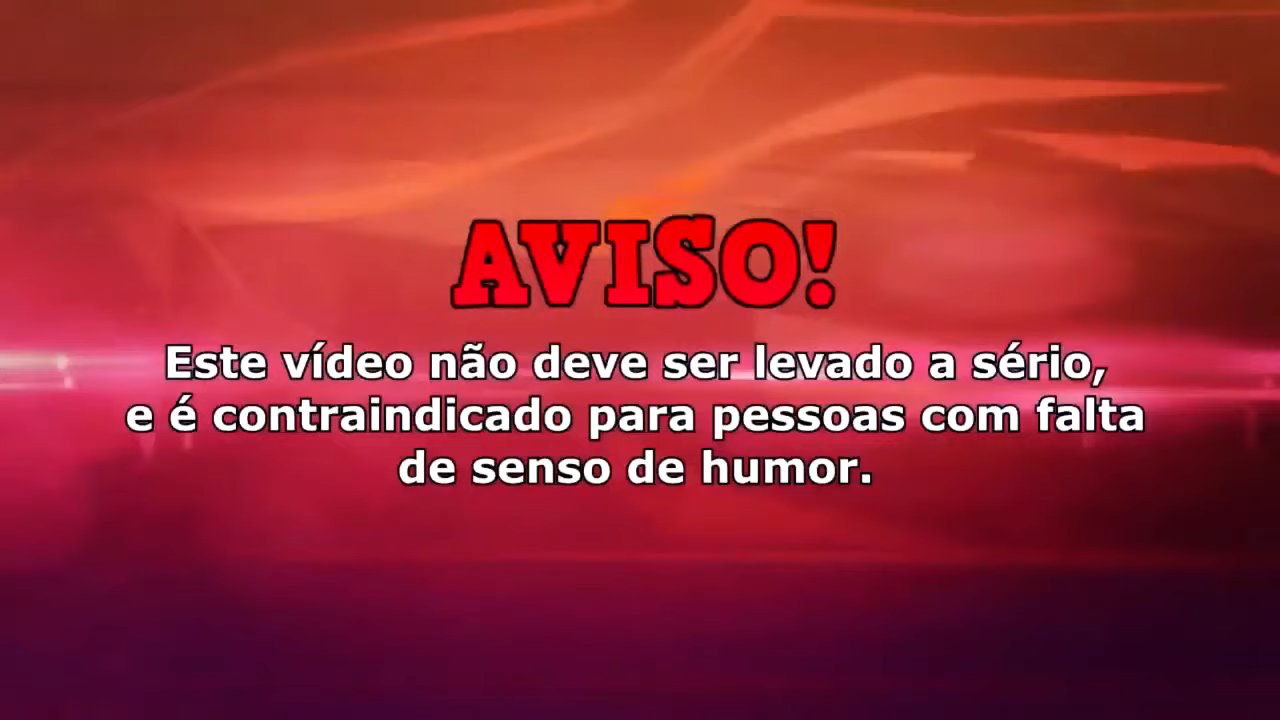 AVISO!
Este vídeo não deve ser levado a sério,
e é contraindicado para pessoas com falta
de senso de humor.